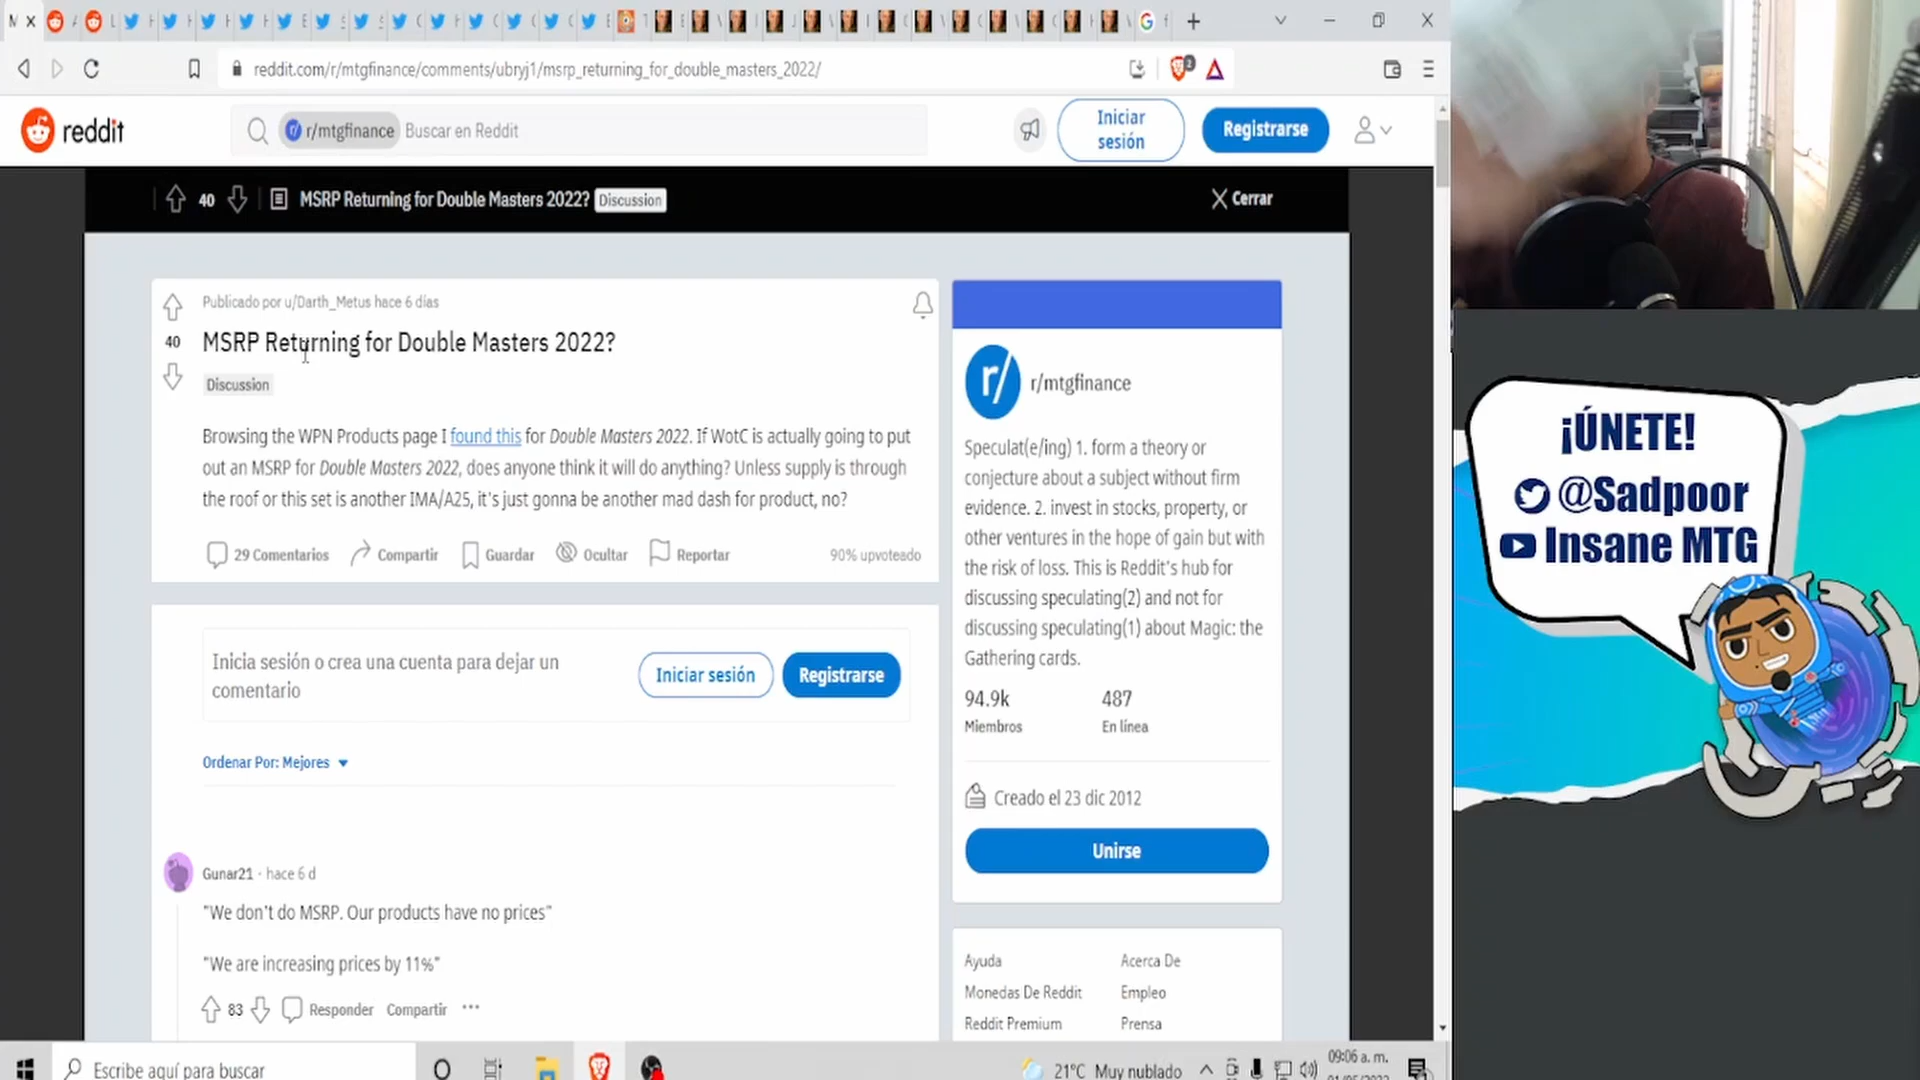 reddit.com/r/mtgfinance/comments/ubryj1/msrp_returning_for_double_masters_2022/
reddit
r/mtgfinance Buscar en Reddit
Iniciar sesión
Registrarse
40 MSRP Returning for Double Masters 2022? Discussion
Cerrar
Publicado por u/Darth_Metus hace 6 días
40
MSRP Returning for Double Masters 2022?
Discussion
Browsing the WPN Products page I found this for Double Masters 2022. If WotC is actually going to put
out an MSRP for Double Masters 2022, does anyone think it will do anything? Unless supply is through
the roof or this set is another IMA/A25, it's just gonna be another mad dash for product, no?
29 Comentarios Compartir Guardar Ocultar Reportar 90% upvoteado
Inicia sesión o crea una cuenta para dejar un
comentario
Iniciar sesión
Registrarse
Ordenar Por: Mejores
Gunar21 · hace 6 d
"We don't do MSRP. Our products have no prices"
"We are increasing prices by 11%"
83 Responder Compartir ...
r/ r/mtgfinance
Speculat(e/ing) 1. form a theory or
conjecture about a subject without firm
evidence. 2. invest in stocks, property, or
other ventures in the hope of gain but with
the risk of loss. This is Reddit's hub for
discussing speculating(2) and not for
discussing speculating(1) about Magic: the
Gathering cards.
94.9k 487
Miembros En línea
Creado el 23 dic 2012
Unirse
Ayuda Acerca De
Monedas De Reddit Empleo
Reddit Premium Prensa
¡ÚNETE!
@Sadpoor
Insane MTG
Escribe aquí para buscar
21°C Muy nublado
09:06 a. m.